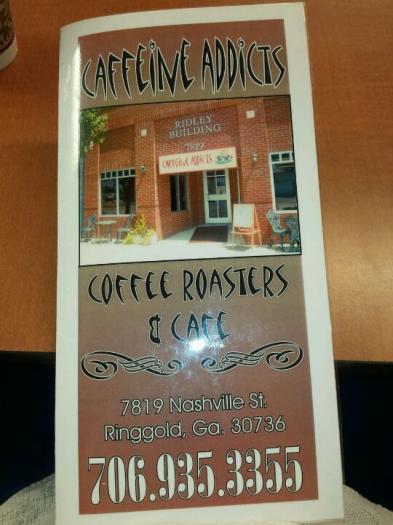 CAFFEINE ADDICTS
RIDLEY
BUILDING
7819
CAFFEINE ADDICTS
COFFEE ROASTERS
& CAFE
7819 Nashville St.
Ringgold, Ga. 30736
706.935.3355